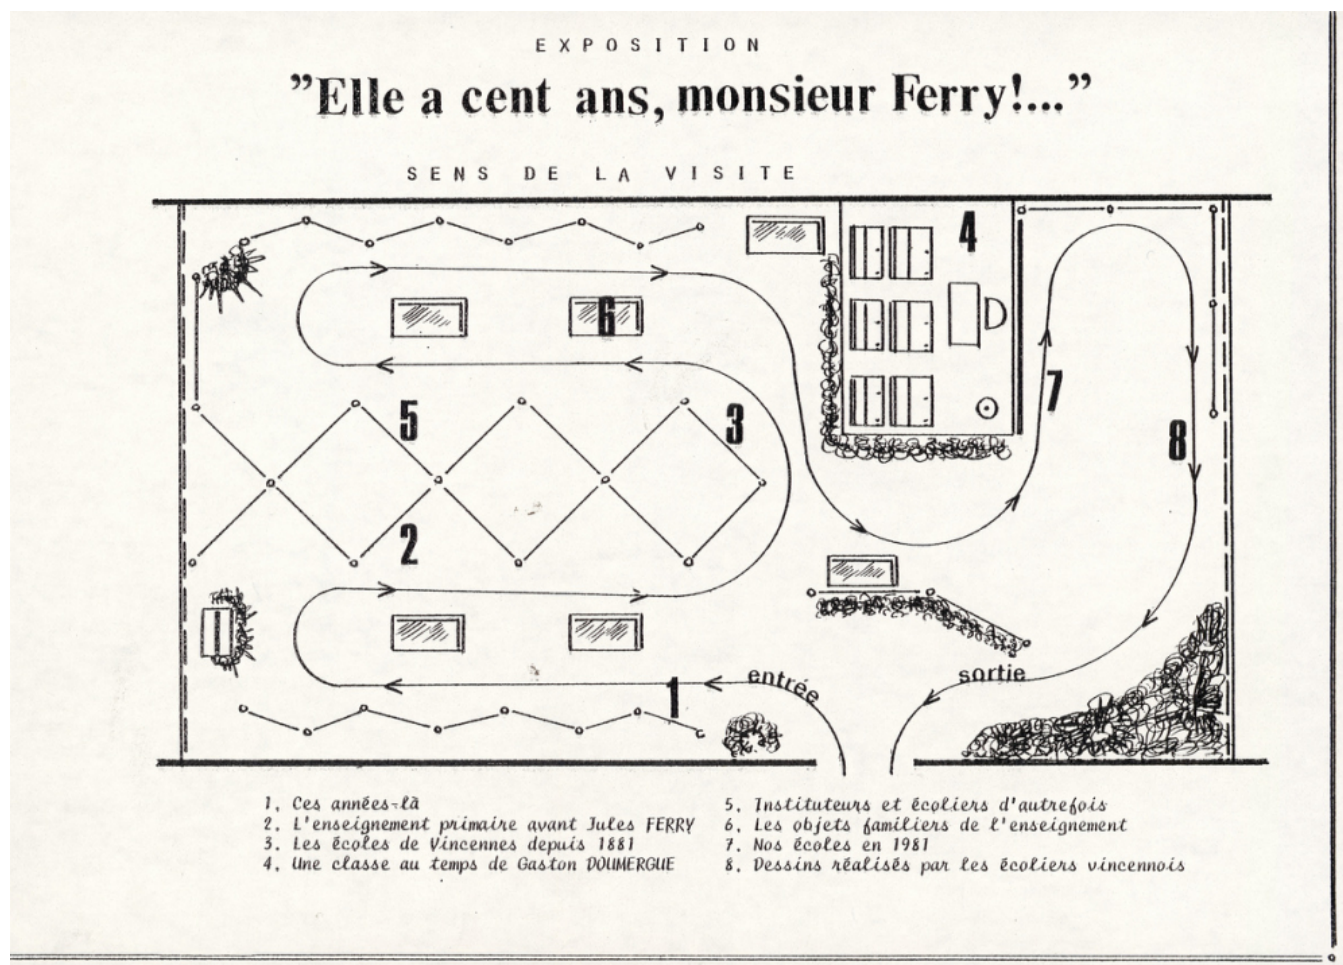 EXPOSITION
"Elle a cent ans, monsieur Ferry!..."
SENS DE LA VISITE
4
6
5
3
7
8
2
1
entrée
sortie
1. Ces années-là
2. L'enseignement primaire avant Jules FERRY
3. Les écoles de Vincennes depuis 1881
4. Une classe au temps de Gaston DOUMERGUE
5. Instituteurs et écoliers d'autrefois
6. Les objets familiers de l'enseignement
7. Nos écoles en 1981
8. Dessins réalisés par les écoliers vincennois